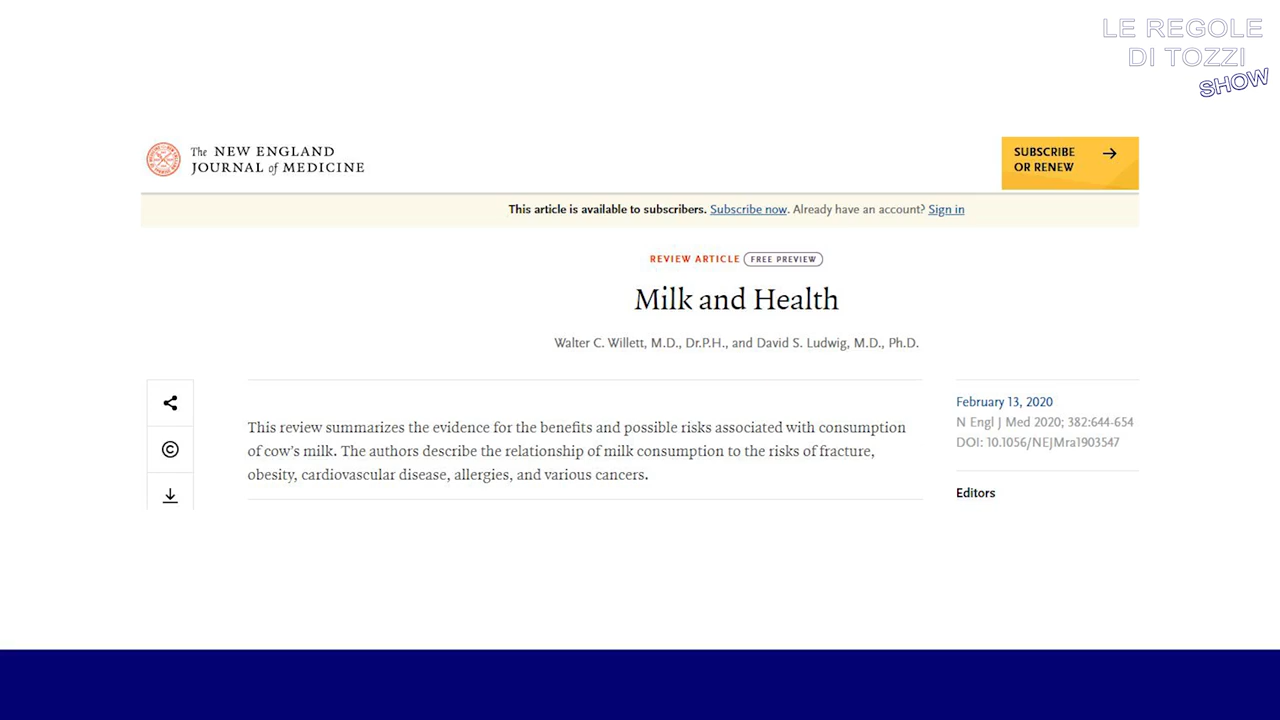 LE REGOLE
DI TOZZI
SHOW
The NEW ENGLAND
JOURNAL of MEDICINE
SUBSCRIBE
OR RENEW
This article is available to subscribers. Subscribe now. Already have an account? Sign in
REVIEW ARTICLE FREE PREVIEW
Milk and Health
Walter C. Willett, M.D., Dr.P.H., and David S. Ludwig, M.D., Ph.D.
This review summarizes the evidence for the benefits and possible risks associated with consumption
of cow's milk. The authors describe the relationship of milk consumption to the risks of fracture,
obesity, cardiovascular disease, allergies, and various cancers.
February 13, 2020
N Engl J Med 2020; 382:644-654
DOI: 10.1056/NEJMra1903547
Editors